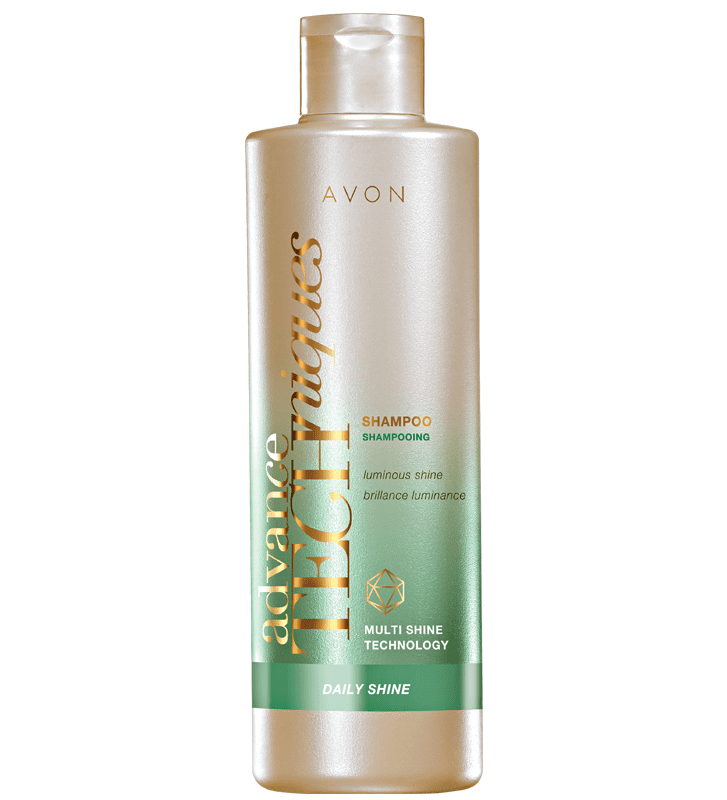 AVON
advance
TECHniques
SHAMPOO
SHAMPOOING
luminous shine
brillance luminance
MULTI SHINE
TECHNOLOGY
DAILY SHINE